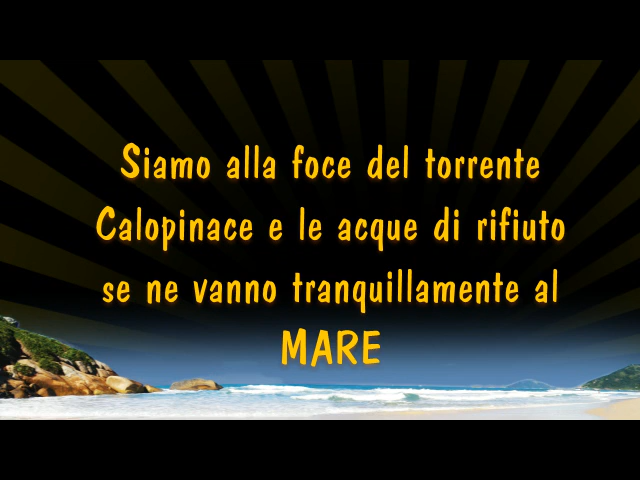 Siamo alla foce del torrente
Calopinace e le acque di rifiuto
se ne vanno tranquillamente al
MARE